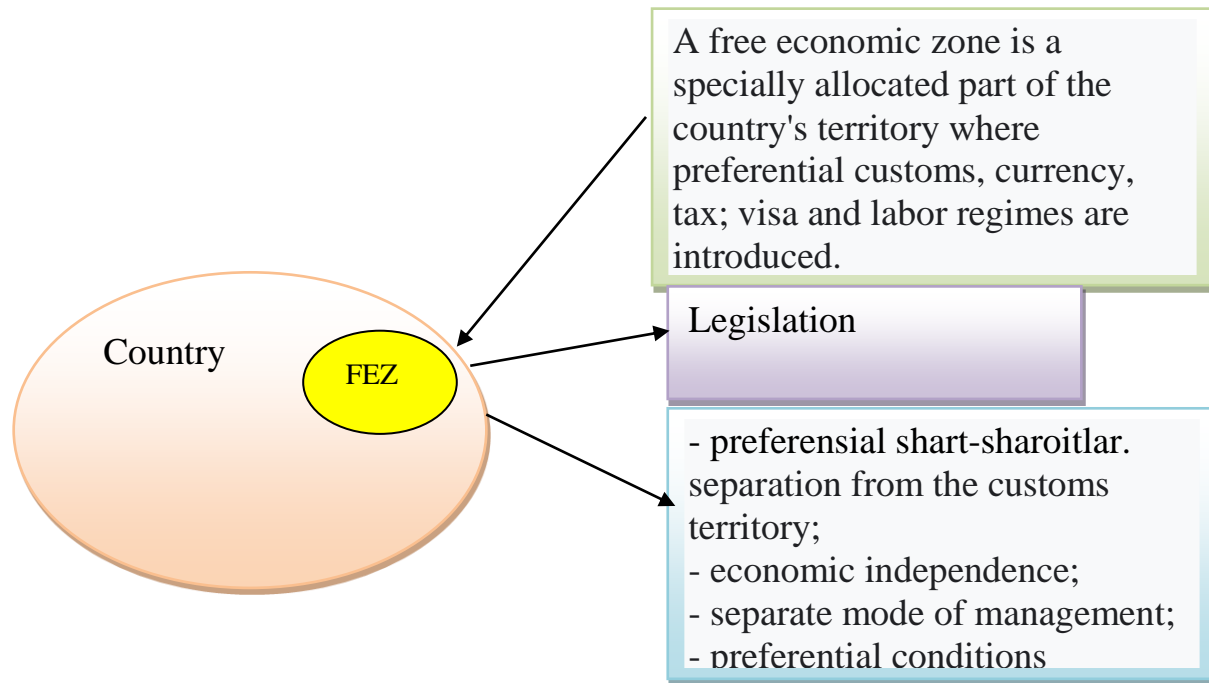 A free economic zone is a
specially allocated part of the
country's territory where
preferential customs, currency,
tax; visa and labor regimes are
introduced.
Country
FEZ
Legislation
- preferensial shart-sharoitlar.
separation from the customs
territory;
- economic independence;
- separate mode of management;
- preferential conditions